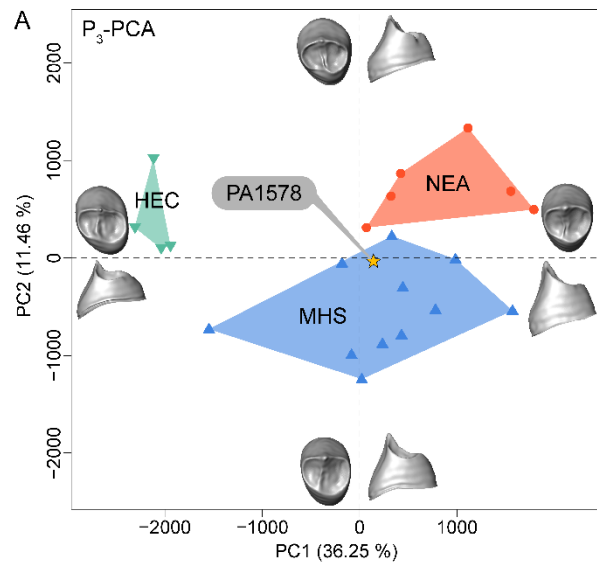 A
P₃-PCA
2000
1000
0
−1000
−2000
PC2 (11.46 %)
HEC
PA1578
NEA
MHS
−2000
−1000
0
1000
PC1 (36.25 %)